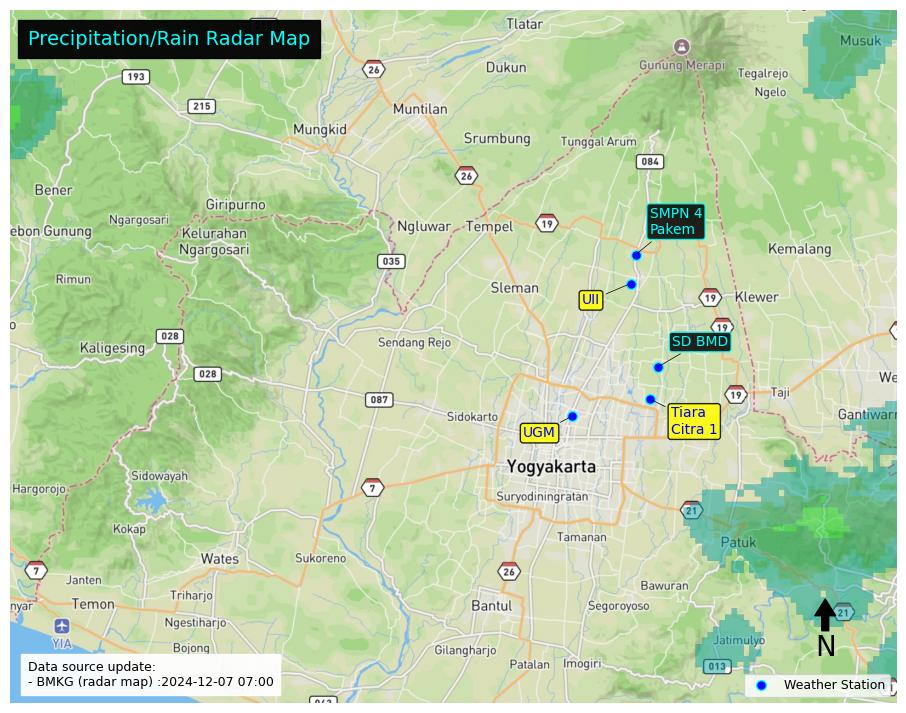 Precipitation/Rain Radar Map
Tlatar
Musuk
Gunung Merapi
Tegalrejo
Ngelo
193
26
Dukun
215
Muntilan
Mungkid
Srumbung
Tunggal Arum
084
26
Bener
Giripurno
Ngargosari
Ngluwar
Tempel
19
SMPN 4
Pakem
ebon Gunung
Kelurahan
Ngargosari
035
Kemalang
Rimun
Sleman
UII
19
Klewer
19
028
Kaligesing
Sendang Rejo
SD BMD
028
087
19
Taji
We
Sidokarto
UGM
Tiara
Citra 1
Gantiwarn
Yogyakarta
Sidowayah
Hargorojo
7
Suryodiningratan
21
Kokap
Tamanan
Patuk
Wates
Sukoreno
7
Janten
26
Bawuran
nyar
Temon
Triharjo
Bantul
Segoroyoso
21
YIA
Ngestiharjo
Jatimulyo
N
Bojong
Gilangharjo
Patalan
Imogiri
013
Data source update:
- BMKG (radar map) :2024-12-07 07:00
Weather Station